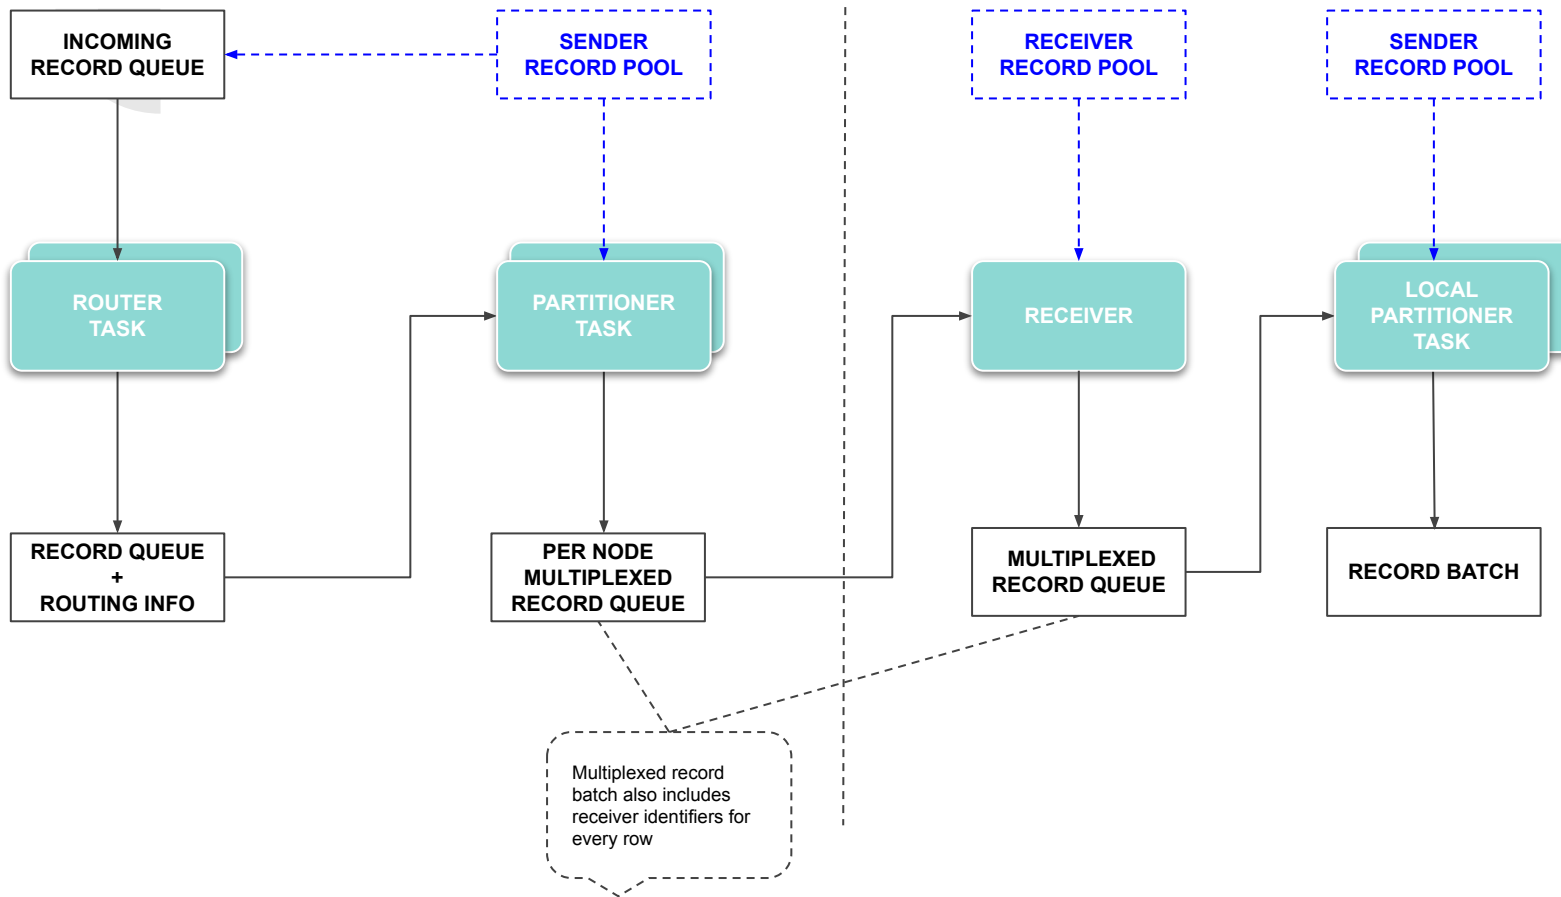 INCOMING
RECORD QUEUE
SENDER
RECORD POOL
RECEIVER
RECORD POOL
SENDER
RECORD POOL
ROUTER
TASK
PARTITIONER
TASK
RECEIVER
LOCAL
PARTITIONER
TASK
RECORD QUEUE
+
ROUTING INFO
PER NODE
MULTIPLEXED
RECORD QUEUE
MULTIPLEXED
RECORD QUEUE
RECORD BATCH
Multiplexed record
batch also includes
receiver identifiers for
every row